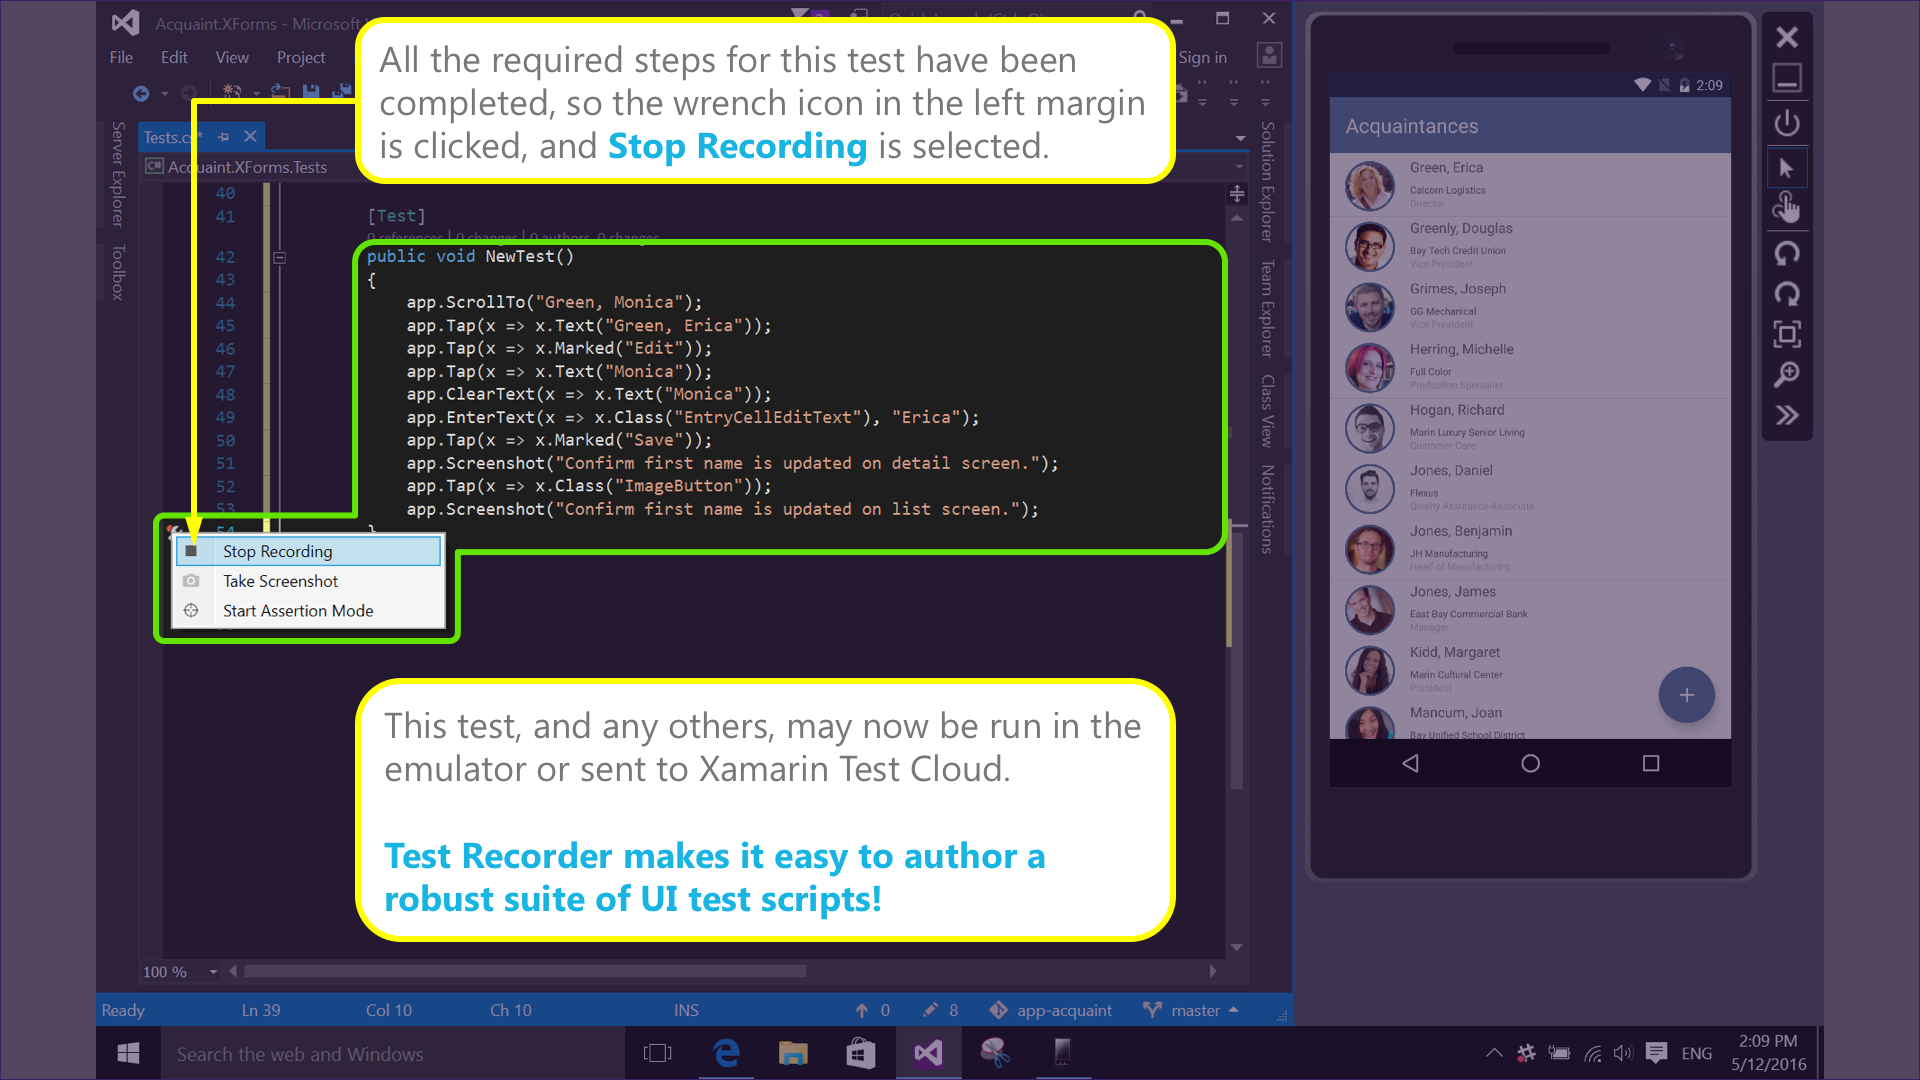 Acquaint.XForms - Microsoft
File Edit View Project
Sign in
All the required steps for this test have been
completed, so the wrench icon in the left margin
is clicked, and Stop Recording is selected.
Tests.cs*
Acquaint.XForms.Tests
Server Explorer
Toolbox
Solution Explorer
Team Explorer
Class View
Notifications
40
41 [Test]
0 references | 0 changes | 0 authors, 0 changes
42 public void NewTest()
43 {
44 app.ScrollTo("Green, Monica");
45 app.Tap(x => x.Text("Green, Erica"));
46 app.Tap(x => x.Marked("Edit"));
47 app.Tap(x => x.Text("Monica"));
48 app.ClearText(x => x.Text("Monica"));
49 app.EnterText(x => x.Class("EntryCellEditText"), "Erica");
50 app.Tap(x => x.Marked("Save"));
51 app.Screenshot("Confirm first name is updated on detail screen.");
52 app.Tap(x => x.Class("ImageButton"));
53 app.Screenshot("Confirm first name is updated on list screen.");
54 }
Stop Recording
Take Screenshot
Start Assertion Mode
This test, and any others, may now be run in the
emulator or sent to Xamarin Test Cloud.
Test Recorder makes it easy to author a
robust suite of UI test scripts!
100 %
Ready Ln 39 Col 10 Ch 10 INS 0 8 app-acquaint master
2:09
Acquaintances
Green, Erica
Calcom Logistics
Director
Greenly, Douglas
Bay Tech Credit Union
Vice President
Grimes, Joseph
GG Mechanical
Vice President
Herring, Michelle
Full Color
Production Specialist
Hogan, Richard
Marin Luxury Senior Living
Customer Care
Jones, Daniel
Flexus
Quality Assurance Associate
Jones, Benjamin
JH Manufacturing
Head of Manufacturing
Jones, James
East Bay Commercial Bank
Manager
Kidd, Margaret
Marin Cultural Center
President
Mancum, Joan
Bay Unified School District
Search the web and Windows
ENG
2:09 PM
5/12/2016